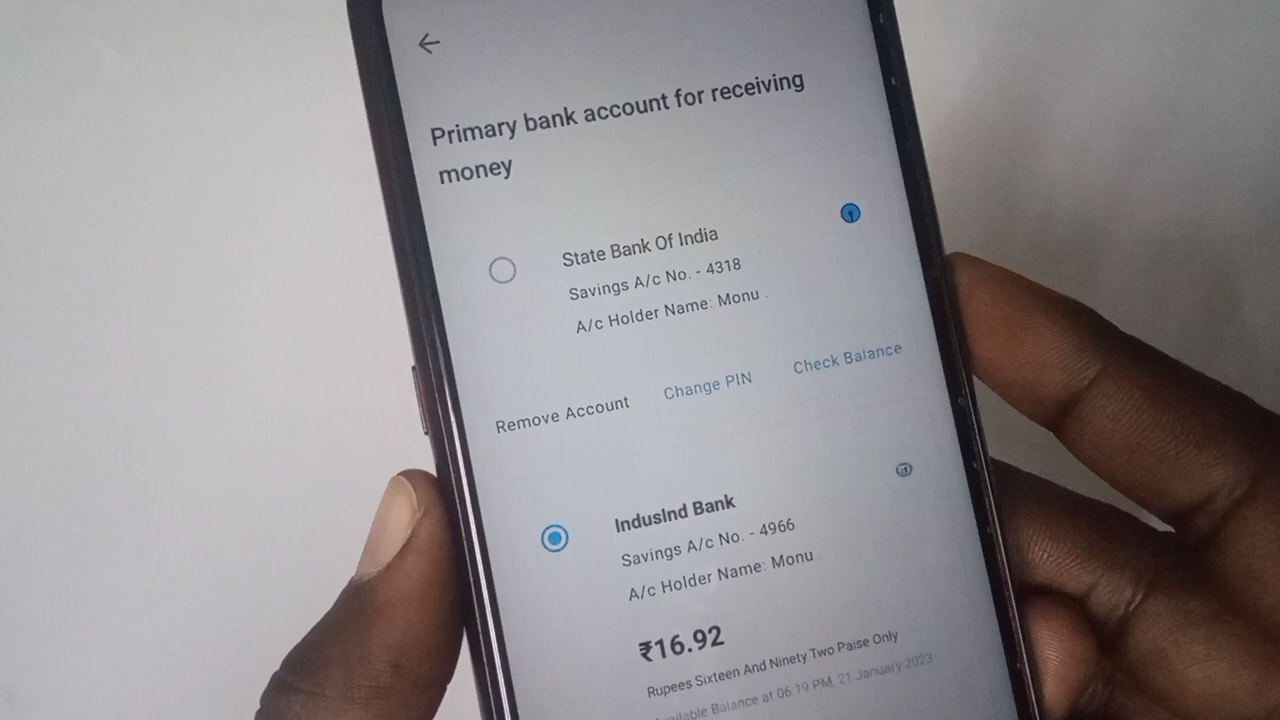 Primary bank account for receiving
money
State Bank Of India
Savings A/c No. - 4318
A/c Holder Name: Monu .
Remove Account Change PIN Check Balance
IndusInd Bank
Savings A/c No. - 4966
A/c Holder Name: Monu .
₹16.92
Rupees Sixteen And Ninety Two Paise Only
Available Balance at 06:19 PM, 21 January 2023